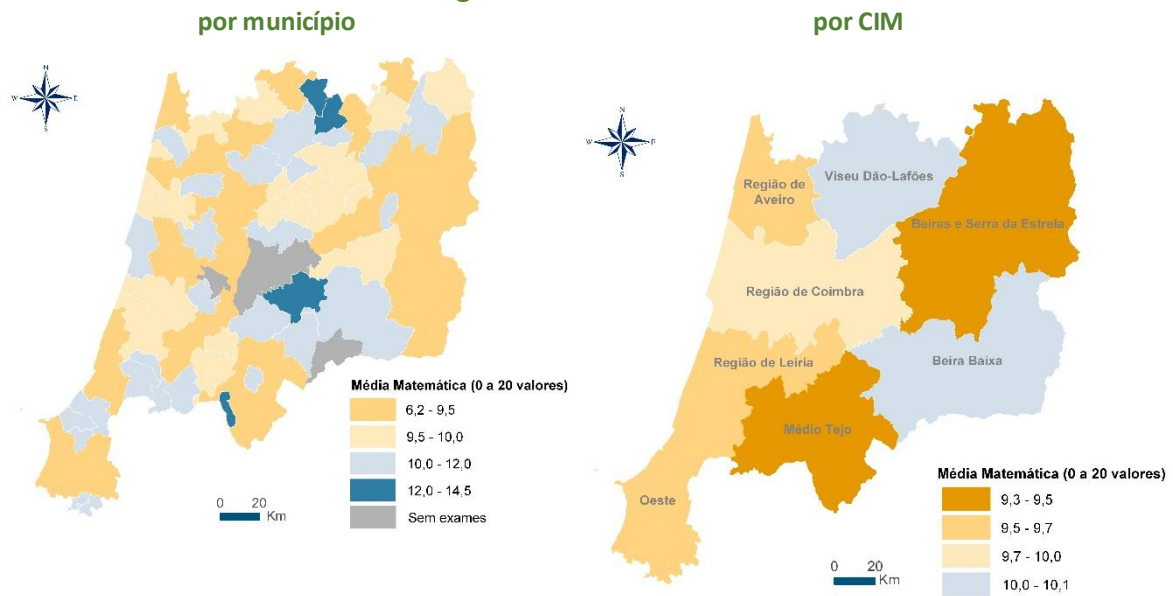 por município
N
W E
S
Média Matemática (0 a 20 valores)
6,2 - 9,5
9,5 - 10,0
10,0 - 12,0
12,0 - 14,5
Sem exames
0 20
Km
por CIM
N
W E
S
Viseu Dão-Lafões
Região de
Aveiro
Beiras e Serra da Estrela
Região de Coimbra
Região de Leiria
Beira Baixa
Médio Tejo
Oeste
Média Matemática (0 a 20 valores)
9,3 - 9,5
9,5 - 9,7
9,7 - 10,0
10,0 - 10,1
0 20
Km